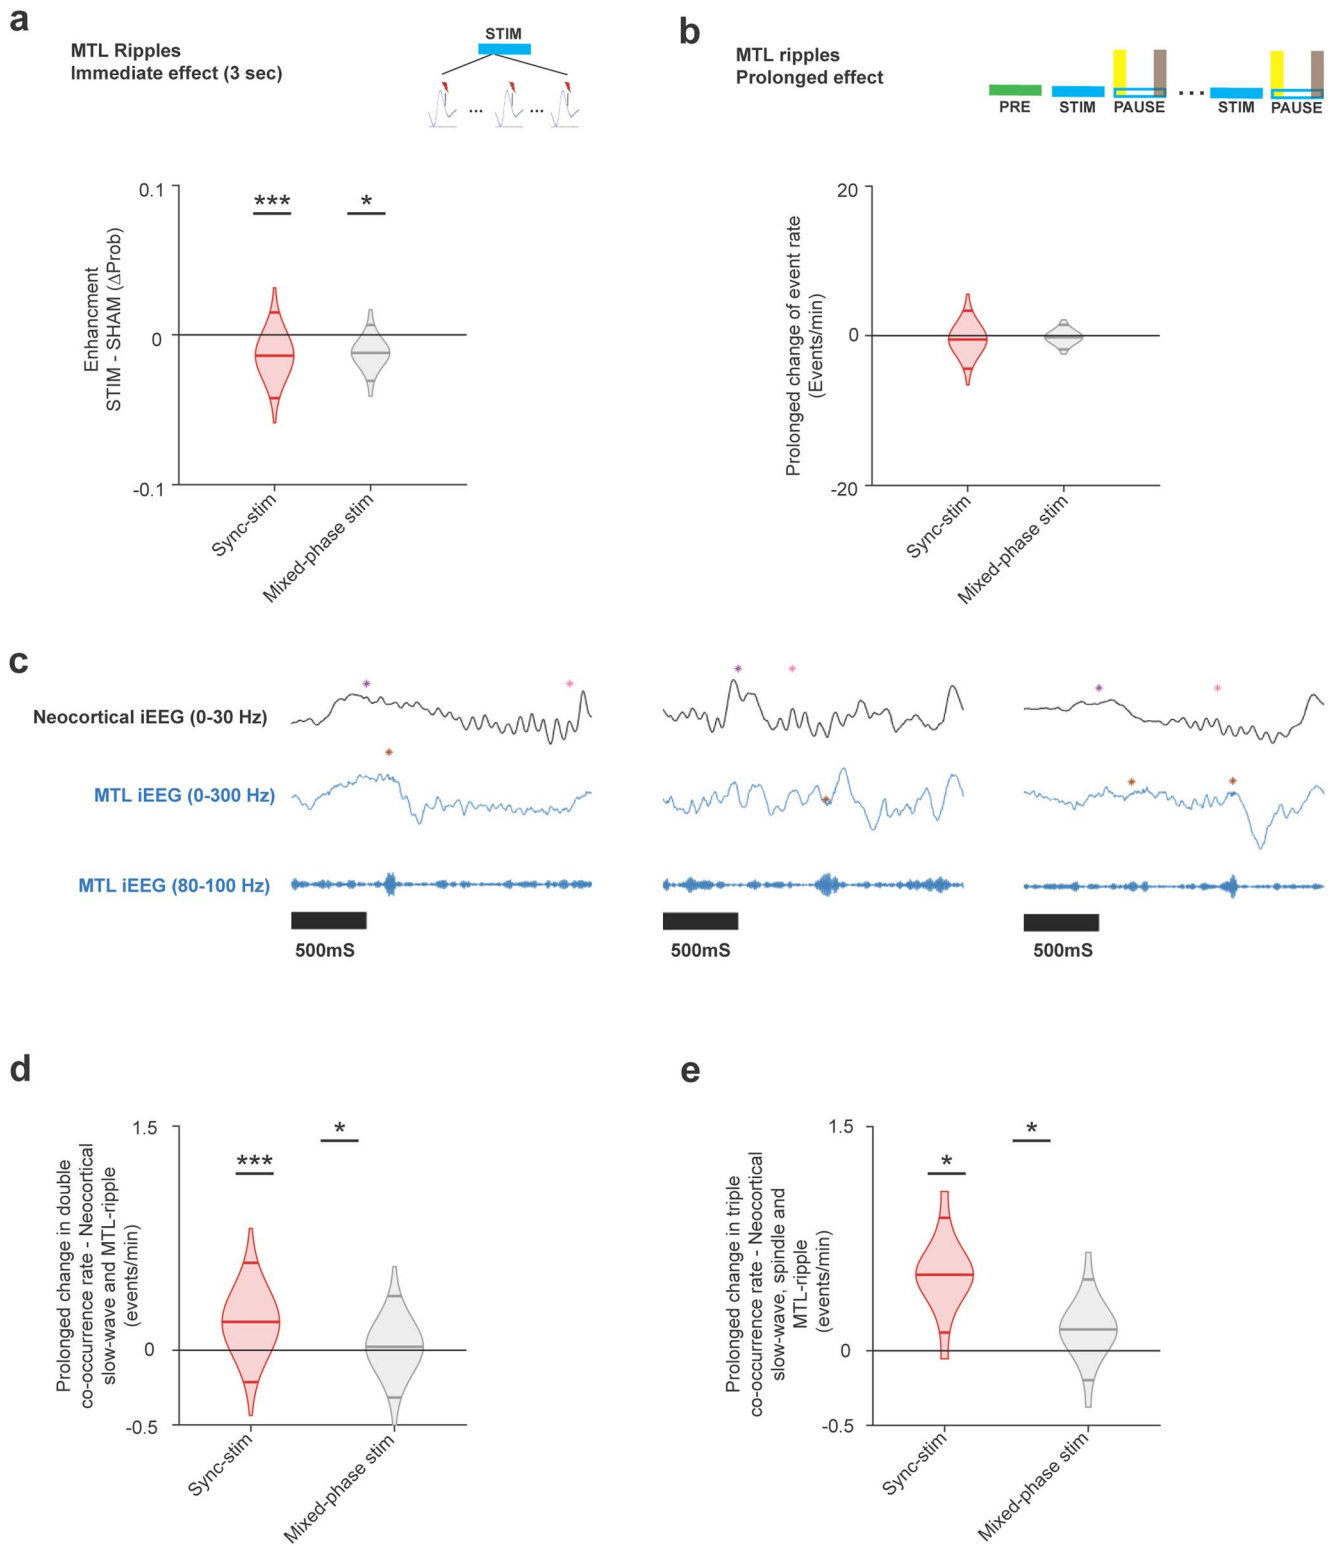 a
MTL Ripples
Immediate effect (3 sec)
STIM
... ...
0.1
0
-0.1
Enhancment
STIM - SHAM (ΔProb)
*** *
Sync-stim
Mixed-phase stim
b
MTL ripples
Prolonged effect
PRE STIM PAUSE ... STIM PAUSE
20
0
-20
Prolonged change of event rate
(Events/min)
Sync-stim
Mixed-phase stim
c
Neocortical iEEG (0-30 Hz)
MTL iEEG (0-300 Hz)
MTL iEEG (80-100 Hz)
500mS 500mS 500mS
d
1.5
0
-0.5
Prolonged change in double
co-occurrence rate - Neocortical
slow-wave and MTL-ripple
(events/min)
*** *
Sync-stim
Mixed-phase stim
e
1.5
0
-0.5
Prolonged change in triple
co-occurrence rate - Neocortical
slow-wave, spindle and
MTL-ripple
(events/min)
* *
Sync-stim
Mixed-phase stim